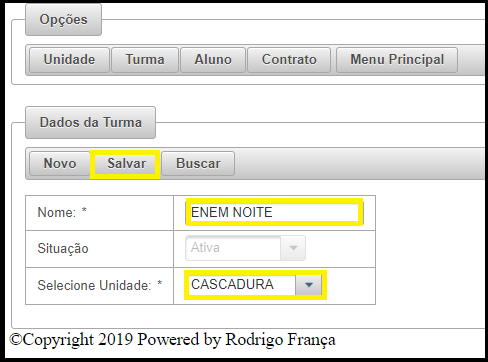 Opções
Unidade Turma Aluno Contrato Menu Principal
Dados da Turma
Novo Salvar Buscar
Nome: * ENEM NOITE
Situação Ativa
Selecione Unidade: * CASCADURA
©Copyright 2019 Powered by Rodrigo França